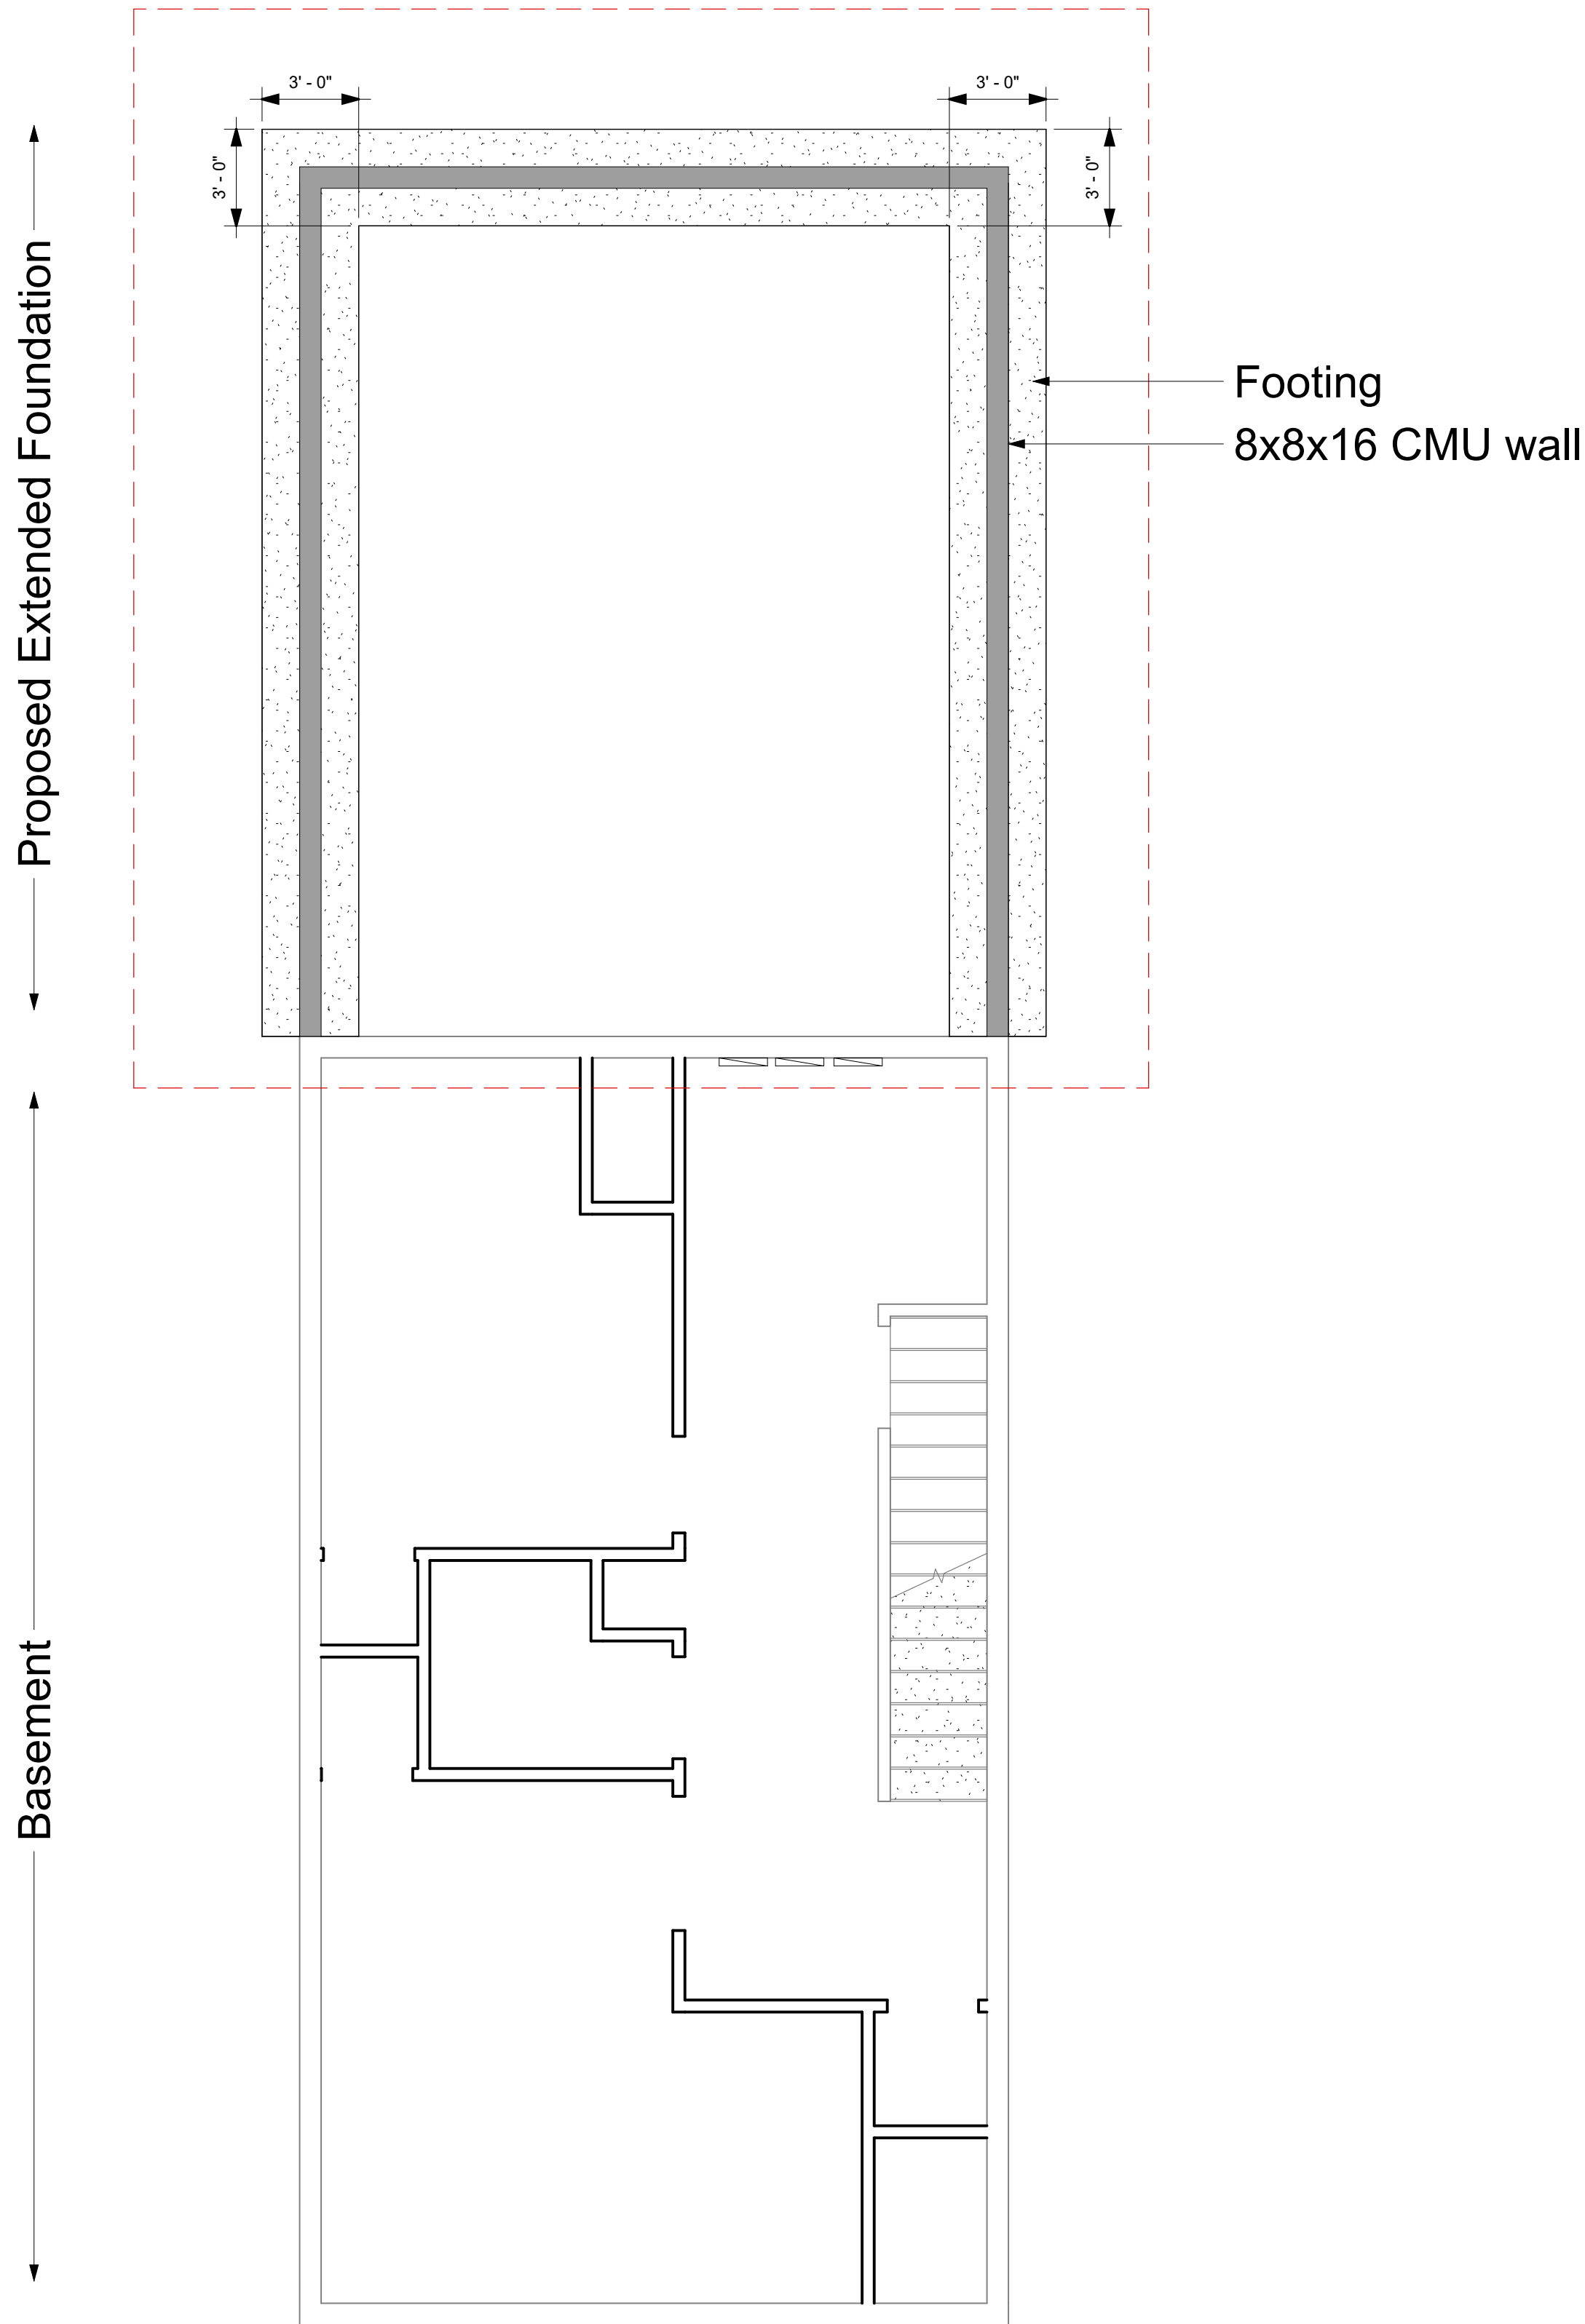 3' - 0"
3' - 0"
3' - 0"
3' - 0"
Proposed Extended Foundation
Footing
8x8x16 CMU wall
Basement